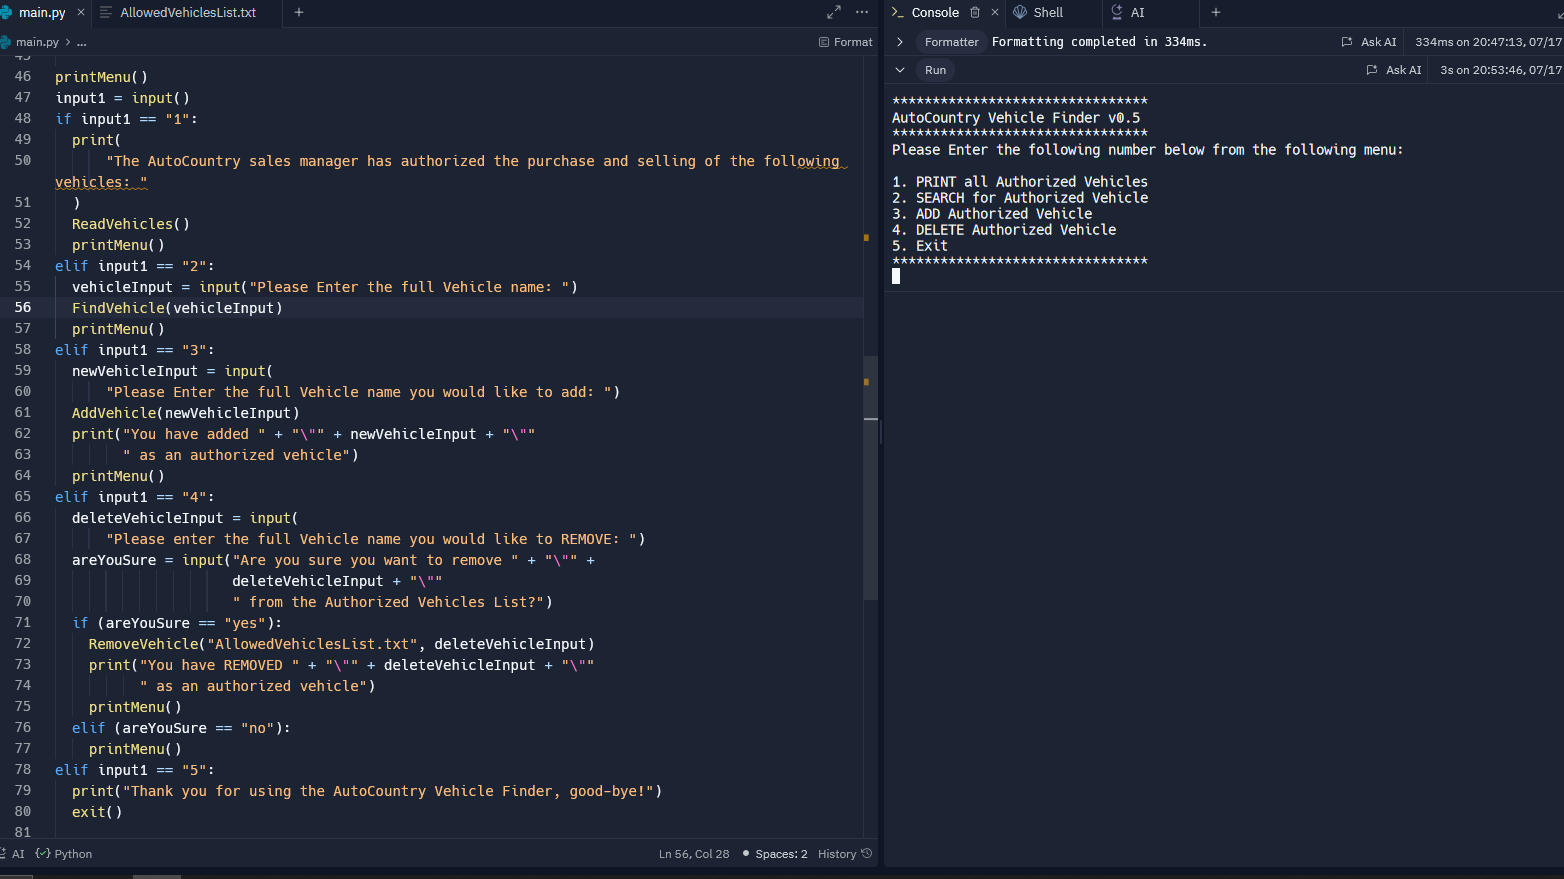 main.py × AllowedVehiclesList.txt +
main.py > ... Format
45
46 printMenu()
47 input1 = input()
48 if input1 == "1":
49 print(
50 "The AutoCountry sales manager has authorized the purchase and selling of the following
vehicles: "
51 )
52 ReadVehicles()
53 printMenu()
54 elif input1 == "2":
55 vehicleInput = input("Please Enter the full Vehicle name: ")
56 FindVehicle(vehicleInput)
57 printMenu()
58 elif input1 == "3":
59 newVehicleInput = input(
60 "Please Enter the full Vehicle name you would like to add: ")
61 AddVehicle(newVehicleInput)
62 print("You have added " + "\"" + newVehicleInput + "\""
63 " as an authorized vehicle")
64 printMenu()
65 elif input1 == "4":
66 deleteVehicleInput = input(
67 "Please enter the full Vehicle name you would like to REMOVE: ")
68 areYouSure = input("Are you sure you want to remove " + "\"" +
69 deleteVehicleInput + "\""
70 " from the Authorized Vehicles List?")
71 if (areYouSure == "yes"):
72 RemoveVehicle("AllowedVehiclesList.txt", deleteVehicleInput)
73 print("You have REMOVED " + "\"" + deleteVehicleInput + "\""
74 " as an authorized vehicle")
75 printMenu()
76 elif (areYouSure == "no"):
77 printMenu()
78 elif input1 == "5":
79 print("Thank you for using the AutoCountry Vehicle Finder, good-bye!")
80 exit()
81
AI Python Ln 56, Col 28 • Spaces: 2 History
Console × Shell AI +
Formatter Formatting completed in 334ms. Ask AI 334ms on 20:47:13, 07/17
Run Ask AI 3s on 20:53:46, 07/17
********************************
AutoCountry Vehicle Finder v0.5
********************************
Please Enter the following number below from the following menu:
1. PRINT all Authorized Vehicles
2. SEARCH for Authorized Vehicle
3. ADD Authorized Vehicle
4. DELETE Authorized Vehicle
5. Exit
********************************